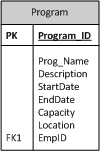 Program
PK Program_ID
Prog_Name
Description
StartDate
EndDate
Capacity
Location
FK1 EmpID